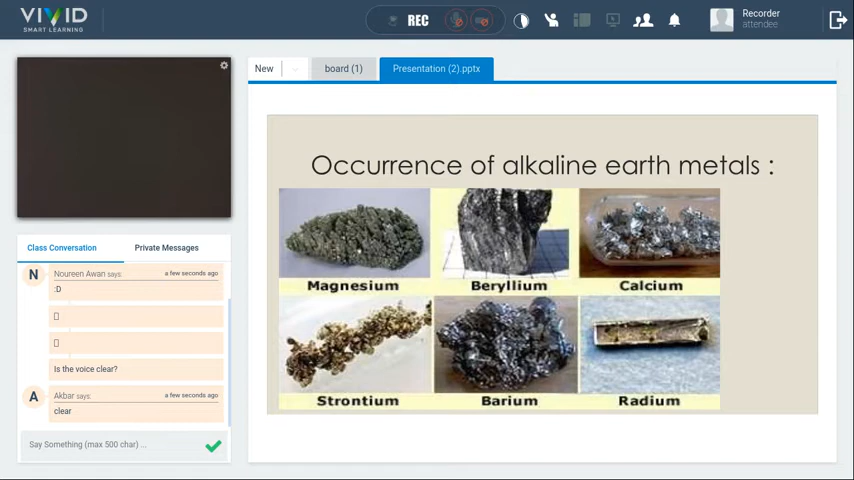 VIVID
SMART LEARNING
REC
Recorder
attendee
New
board (1)
Presentation (2).pptx
Occurrence of alkaline earth metals :
Magnesium
Beryllium
Calcium
Strontium
Barium
Radium
Class Conversation
Private Messages
N
Noureen Awan says:
a few seconds ago
:D
Is the voice clear?
A
Akbar says:
a few seconds ago
clear
Say Something (max 500 char) ...